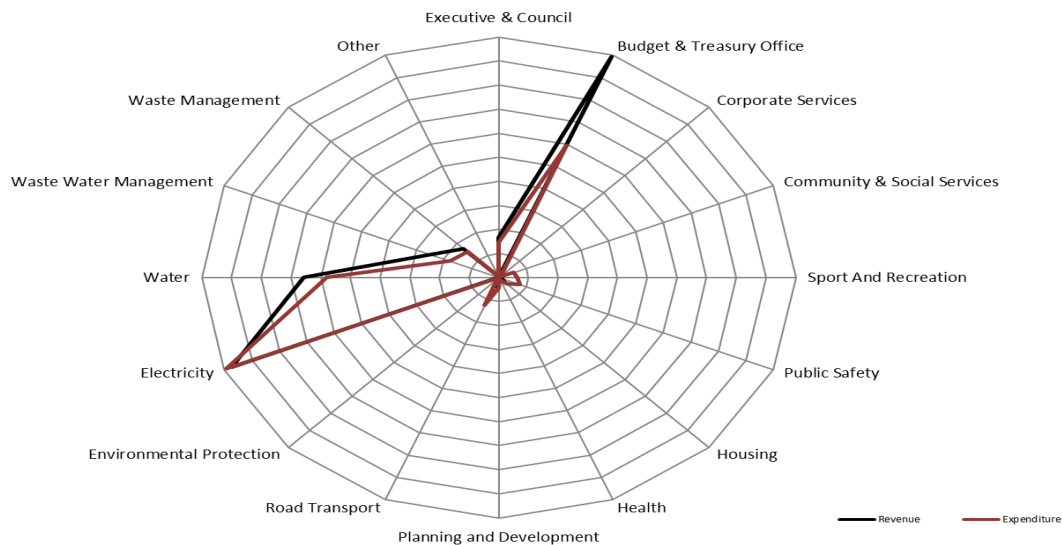 Executive & Council
Other
Budget & Treasury Office
Waste Management
Corporate Services
Waste Water Management
Community & Social Services
Water
Sport And Recreation
Electricity
Public Safety
Environmental Protection
Housing
Road Transport
Health
Planning and Development
Revenue
Expenditure